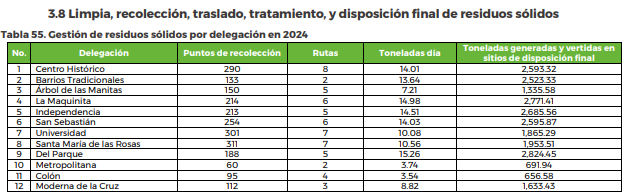 3.8 Limpia, recolección, traslado, tratamiento, y disposición final de residuos sólidos
Tabla 55. Gestión de residuos sólidos por delegación en 2024
No. Delegación Puntos de recolección Rutas Toneladas día Toneladas generadas y vertidas en sitios de disposición final
1 Centro Histórico 290 8 14.01 2,593.32
2 Barrios Tradicionales 133 2 13.64 2,523.33
3 Árbol de las Manitas 150 5 7.21 1,335.58
4 La Maquinita 214 6 14.98 2,771.41
5 Independencia 213 5 14.51 2,685.56
6 San Sebastián 254 6 14.03 2,595.87
7 Universidad 301 7 10.08 1,865.29
8 Santa María de las Rosas 311 7 10.56 1,953.51
9 Del Parque 188 5 15.26 2,824.45
10 Metropolitana 60 2 3.74 691.94
11 Colón 95 4 3.54 656.58
12 Moderna de la Cruz 112 3 8.82 1,633.43